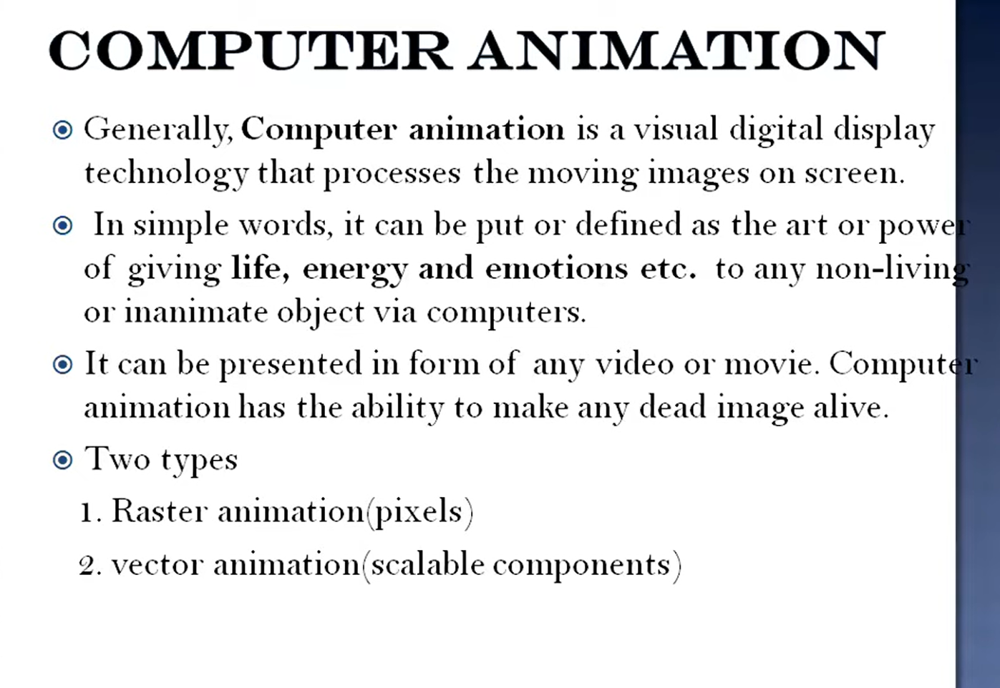 COMPUTER ANIMATION
Generally, Computer animation is a visual digital display
technology that processes the moving images on screen.
In simple words, it can be put or defined as the art or power
of giving life, energy and emotions etc. to any non-living
or inanimate object via computers.
It can be presented in form of any video or movie. Computer
animation has the ability to make any dead image alive.
Two types
1. Raster animation(pixels)
2. vector animation(scalable components)